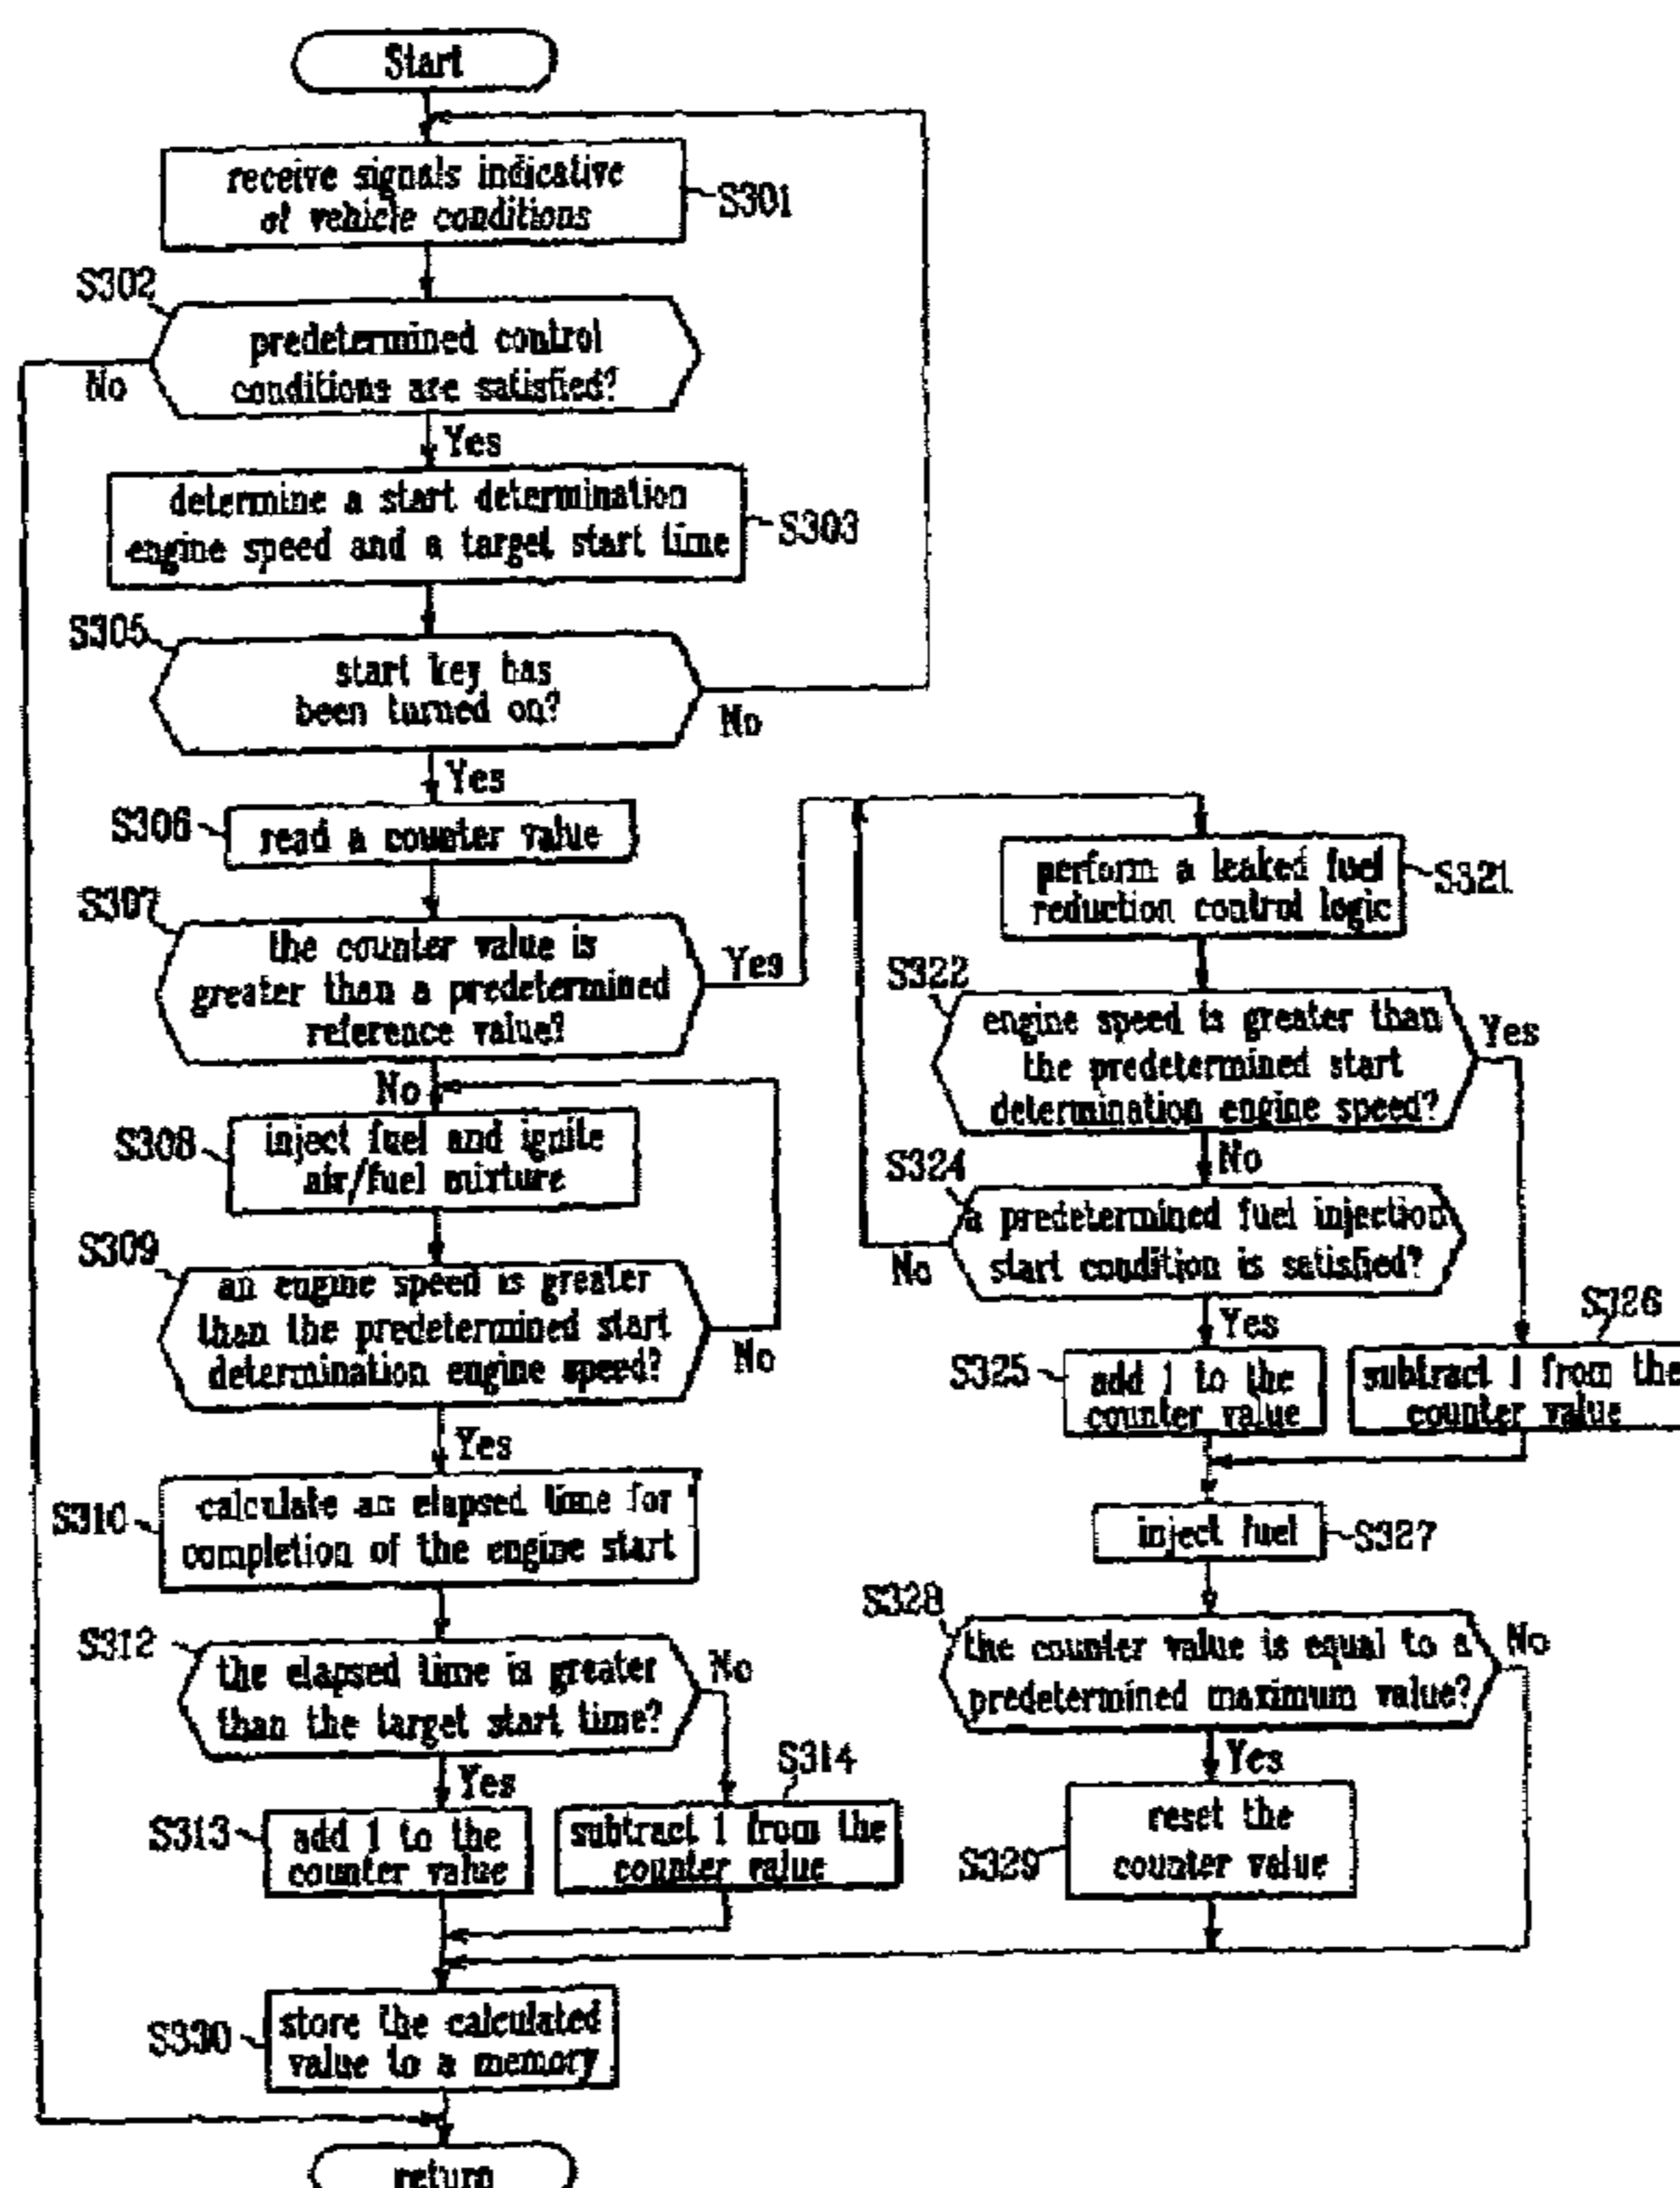 Start
receive signals indicative
of vehicle conditions
S301
S302
predetermined control
conditions are satisfied?
No
Yes
determine a start determination
engine speed and a target start time
S303
S305
start key has
been turned on?
No
Yes
S306
read a counter value
S307
the counter value is
greater than a predetermined
reference value?
Yes
No
S308
inject fuel and ignite
air/fuel mixture
S309
an engine speed is greater
than the predetermined start
determination engine speed?
No
Yes
S310
calculate an elapsed time for
completion of the engine start
S312
the elapsed time is greater
than the target start time?
No
Yes
S313
add 1 to the
counter value
S314
subtract 1 from the
counter value
perform a leaked fuel
reduction control logic
S321
S322
engine speed is greater than
the predetermined start
determination engine speed?
Yes
No
S324
a predetermined fuel injection
start condition is satisfied?
No
Yes
S325
add 1 to the
counter value
S326
subtract 1 from the
counter value
inject fuel
S327
S328
the counter value is equal to a
predetermined maximum value?
No
Yes
S329
reset the
counter value
S330
store the calculated
value to a memory
return